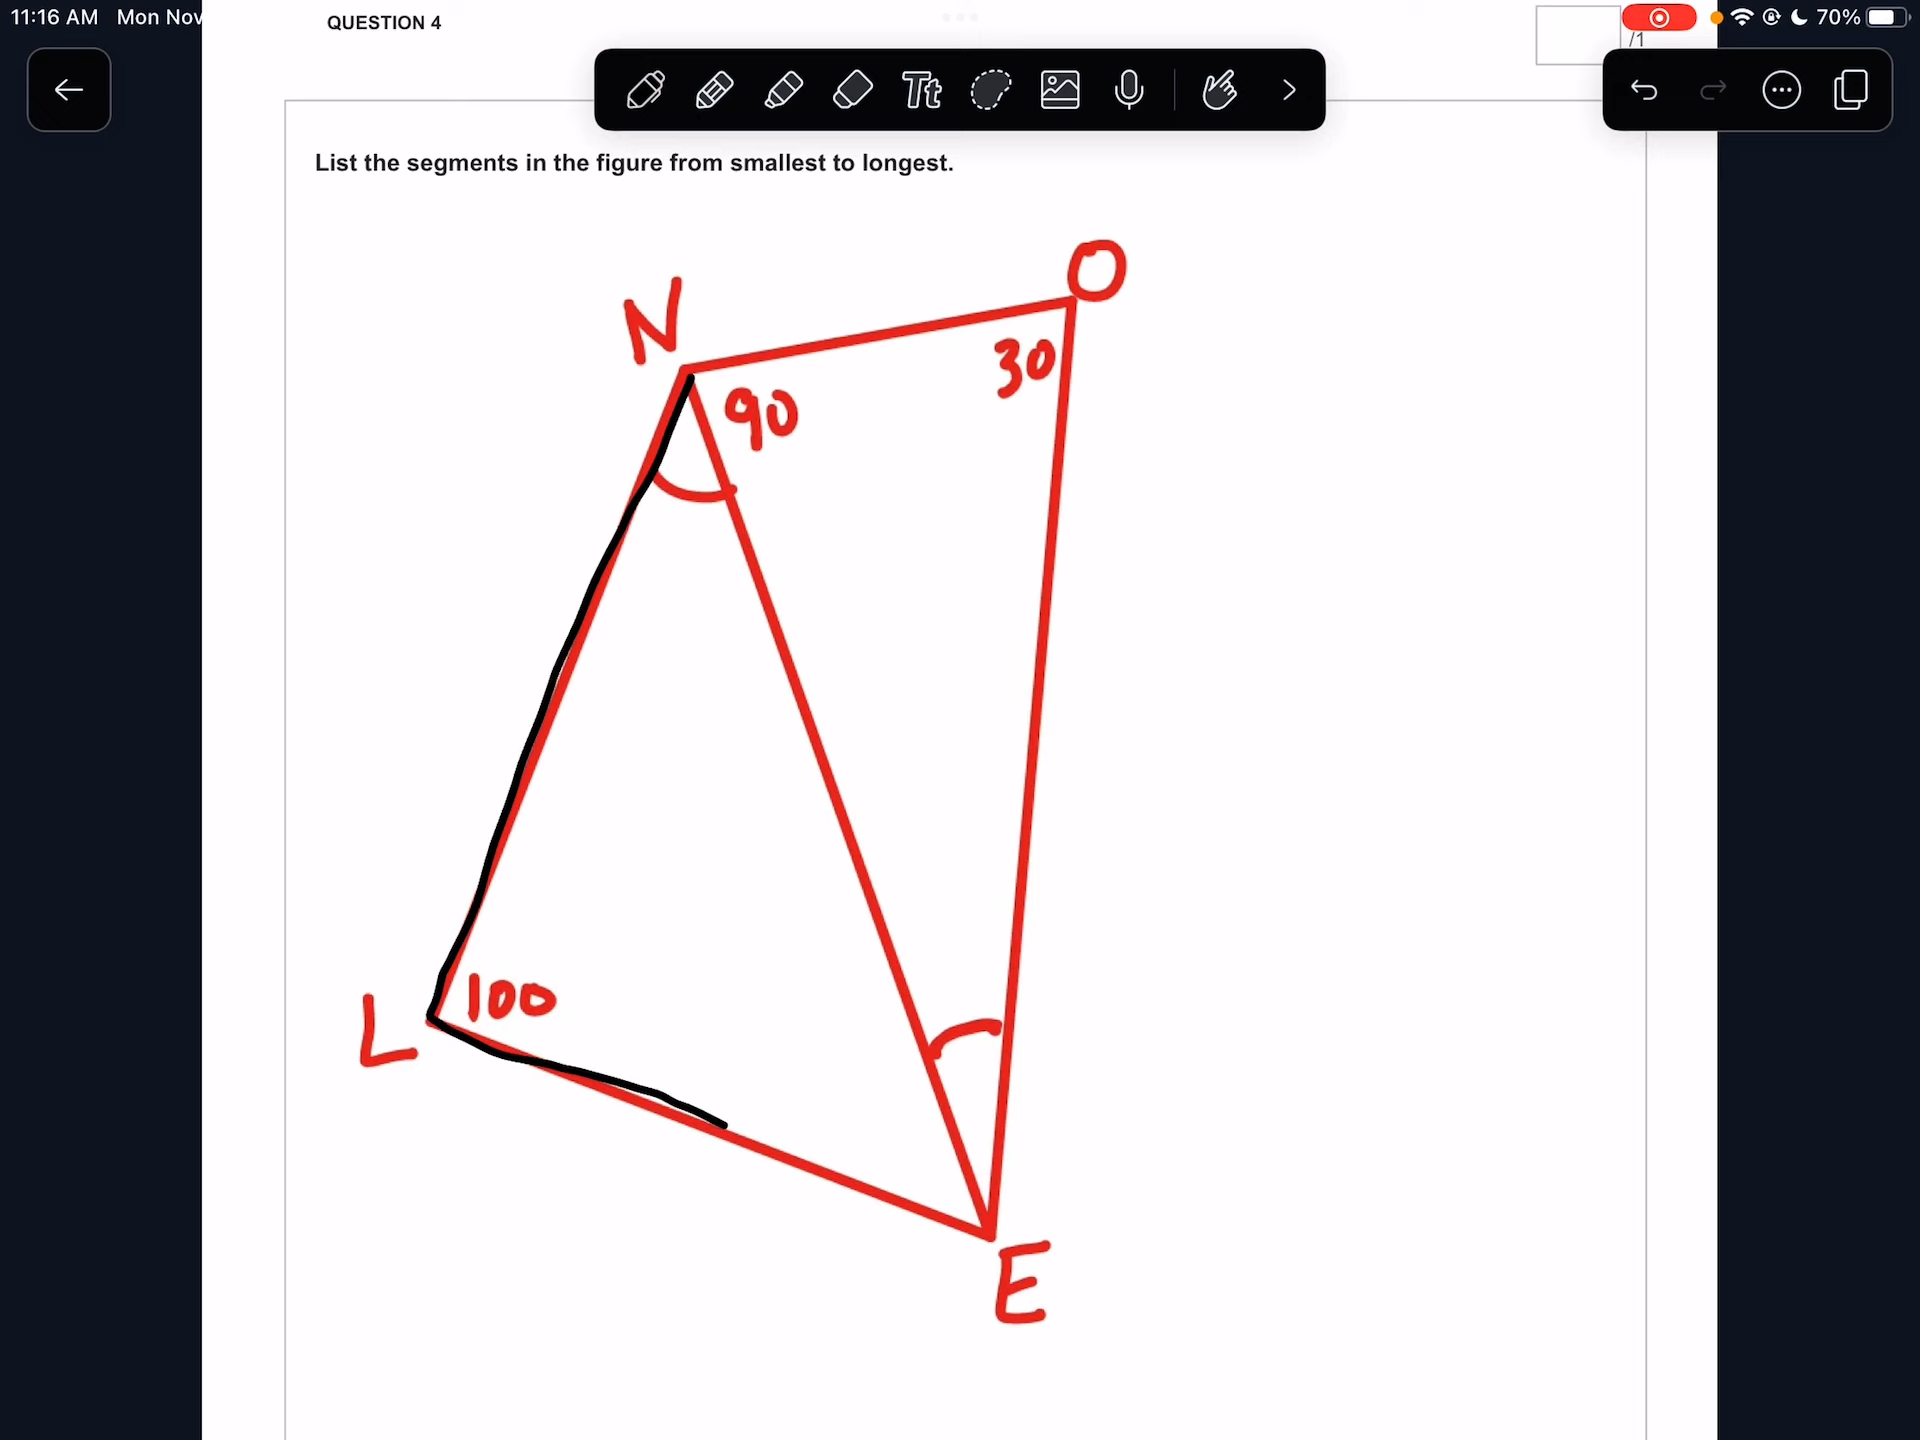 11:16 AM Mon Nov
70%
QUESTION 4
/1
Tt
List the segments in the figure from smallest to longest.
O
N
30
90
100
L
E